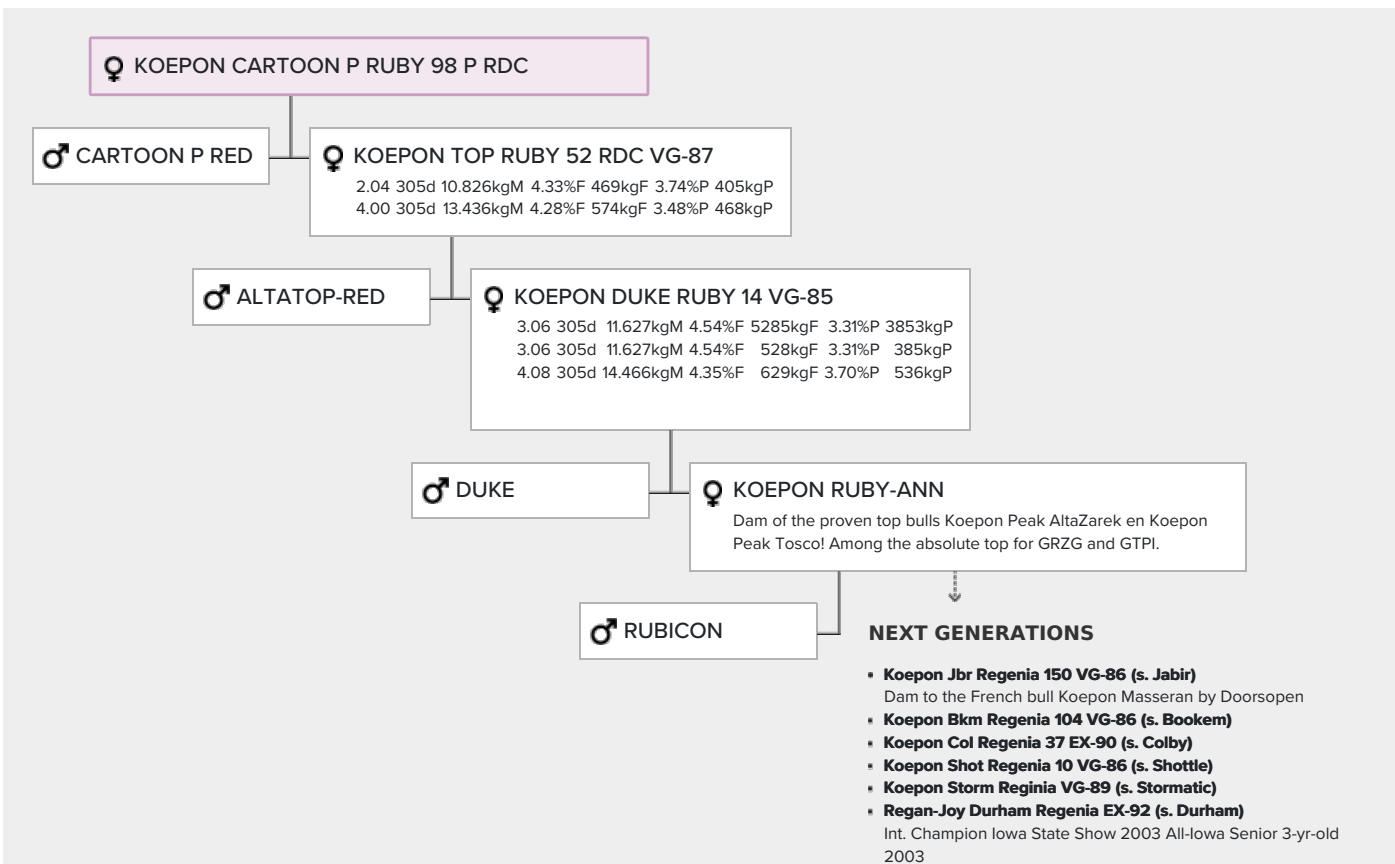 KOEPON CARTOON P RUBY 98 P RDC
CARTOON P RED
KOEPON TOP RUBY 52 RDC VG-87
2.04 305d 10.826kgM 4.33%F 469kgF 3.74%P 405kgP
4.00 305d 13.436kgM 4.28%F 574kgF 3.48%P 468kgP
ALTATOP-RED
KOEPON DUKE RUBY 14 VG-85
3.06 305d 11.627kgM 4.54%F 5285kgF 3.31%P 3853kgP
3.06 305d 11.627kgM 4.54%F 528kgF 3.31%P 385kgP
4.08 305d 14.466kgM 4.35%F 629kgF 3.70%P 536kgP
DUKE
KOEPON RUBY-ANN
Dam of the proven top bulls Koepon Peak AltaZarek en Koepon
Peak Tosco! Among the absolute top for GRZG and GTPI.
RUBICON
NEXT GENERATIONS
Koepon Jbr Regenia 150 VG-86 (s. Jabir)
Dam to the French bull Koepon Masseran by Doorsopen
Koepon Bkm Regenia 104 VG-86 (s. Bookem)
Koepon Col Regenia 37 EX-90 (s. Colby)
Koepon Shot Regenia 10 VG-86 (s. Shottle)
Koepon Storm Reginia VG-89 (s. Stormatic)
Regan-Joy Durham Regenia EX-92 (s. Durham)
Int. Champion Iowa State Show 2003 All-Iowa Senior 3-yr-old
2003